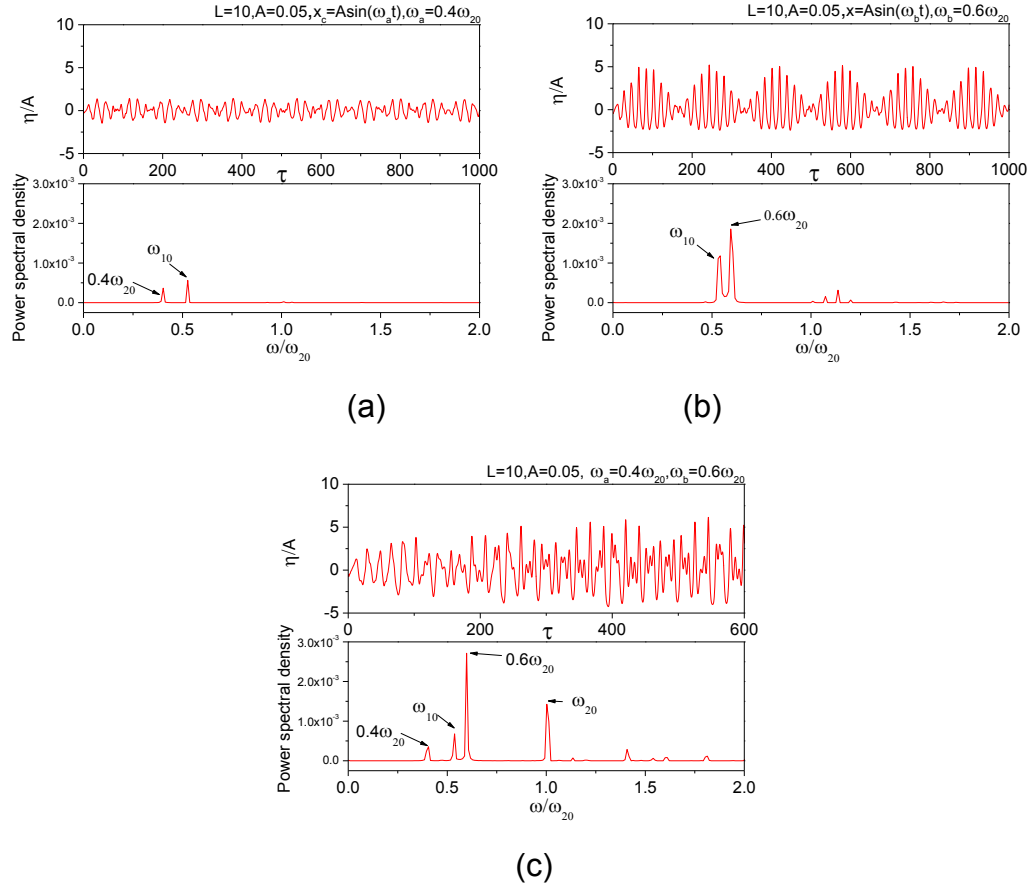 L=10,A=0.05,x_c=Asin(ω_a t),ω_a=0.4ω_20
10
5
0
-5
η/A
0 200 400 600 800 1000
τ
3.0x10^-3
2.0x10^-3
1.0x10^-3
0.0
Power spectral density
ω_10
0.4ω_20
0.0 0.5 1.0 1.5 2.0
ω/ω_20
(a)
L=10,A=0.05,x=Asin(ω_b t),ω_b=0.6ω_20
10
5
0
-5
η/A
0 200 400 600 800 1000
τ
3.0x10^-3
2.0x10^-3
1.0x10^-3
0.0
Power spectral density
0.6ω_20
ω_10
0.0 0.5 1.0 1.5 2.0
ω/ω_20
(b)
L=10,A=0.05, ω_a=0.4ω_20,ω_b=0.6ω_20
10
5
0
-5
η/A
0 200 400 600
τ
3.0x10^-3
2.0x10^-3
1.0x10^-3
0.0
Power spectral density
0.6ω_20
ω_10
ω_20
0.4ω_20
0.0 0.5 1.0 1.5 2.0
ω/ω_20
(c)